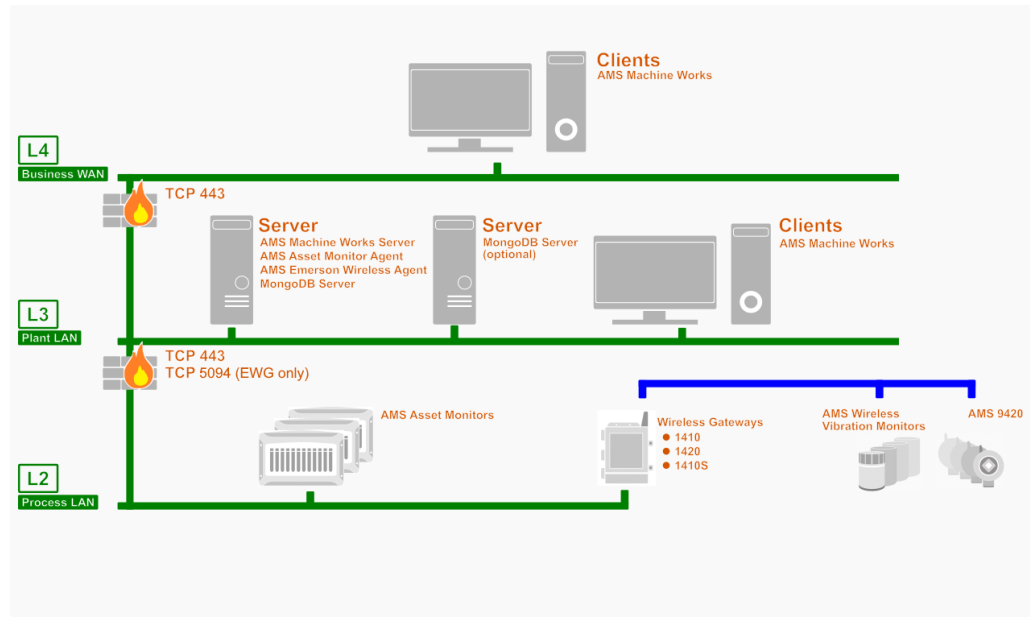 Clients
AMS Machine Works
L4
Business WAN
TCP 443
Server
AMS Machine Works Server
AMS Asset Monitor Agent
AMS Emerson Wireless Agent
MongoDB Server
Server
MongoDB Server
(optional)
Clients
AMS Machine Works
L3
Plant LAN
TCP 443
TCP 5094 (EWG only)
AMS Asset Monitors
Wireless Gateways
1410
1420
1410S
AMS Wireless
Vibration Monitors
AMS 9420
L2
Process LAN